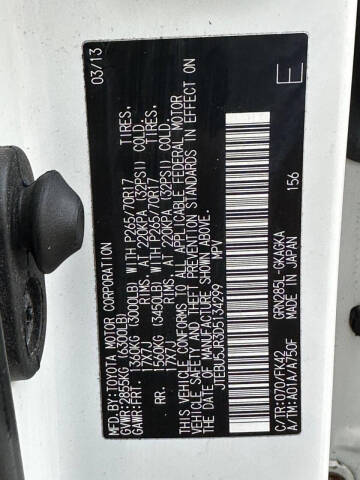 MFD.BY:TOYOTA MOTOR CORPORATION 03/13
GVWR:2855KG (6300LB)
GAWR:FRT. 1360KG (3000LB) WITH P265/70R17 TIRES,
17X7J RIMS, AT 220KPA (32PSI) COLD.
RR. 1560KG (3450LB) WITH P265/70R17 TIRES,
17X7J RIMS, AT 220KPA (32PSI) COLD.
THIS VEHICLE CONFORMS TO ALL APPLICABLE FEDERAL MOTOR
VEHICLE SAFETY AND THEFT PREVENTION STANDARDS IN EFFECT ON
THE DATE OF MANUFACTURE SHOWN ABOVE.
JTEBU5JR3D5134299 MPV
E
C/TR:070/FK42 GRN285L-GKAGKA 156
A/TM:A01A/A750F MADE IN JAPAN